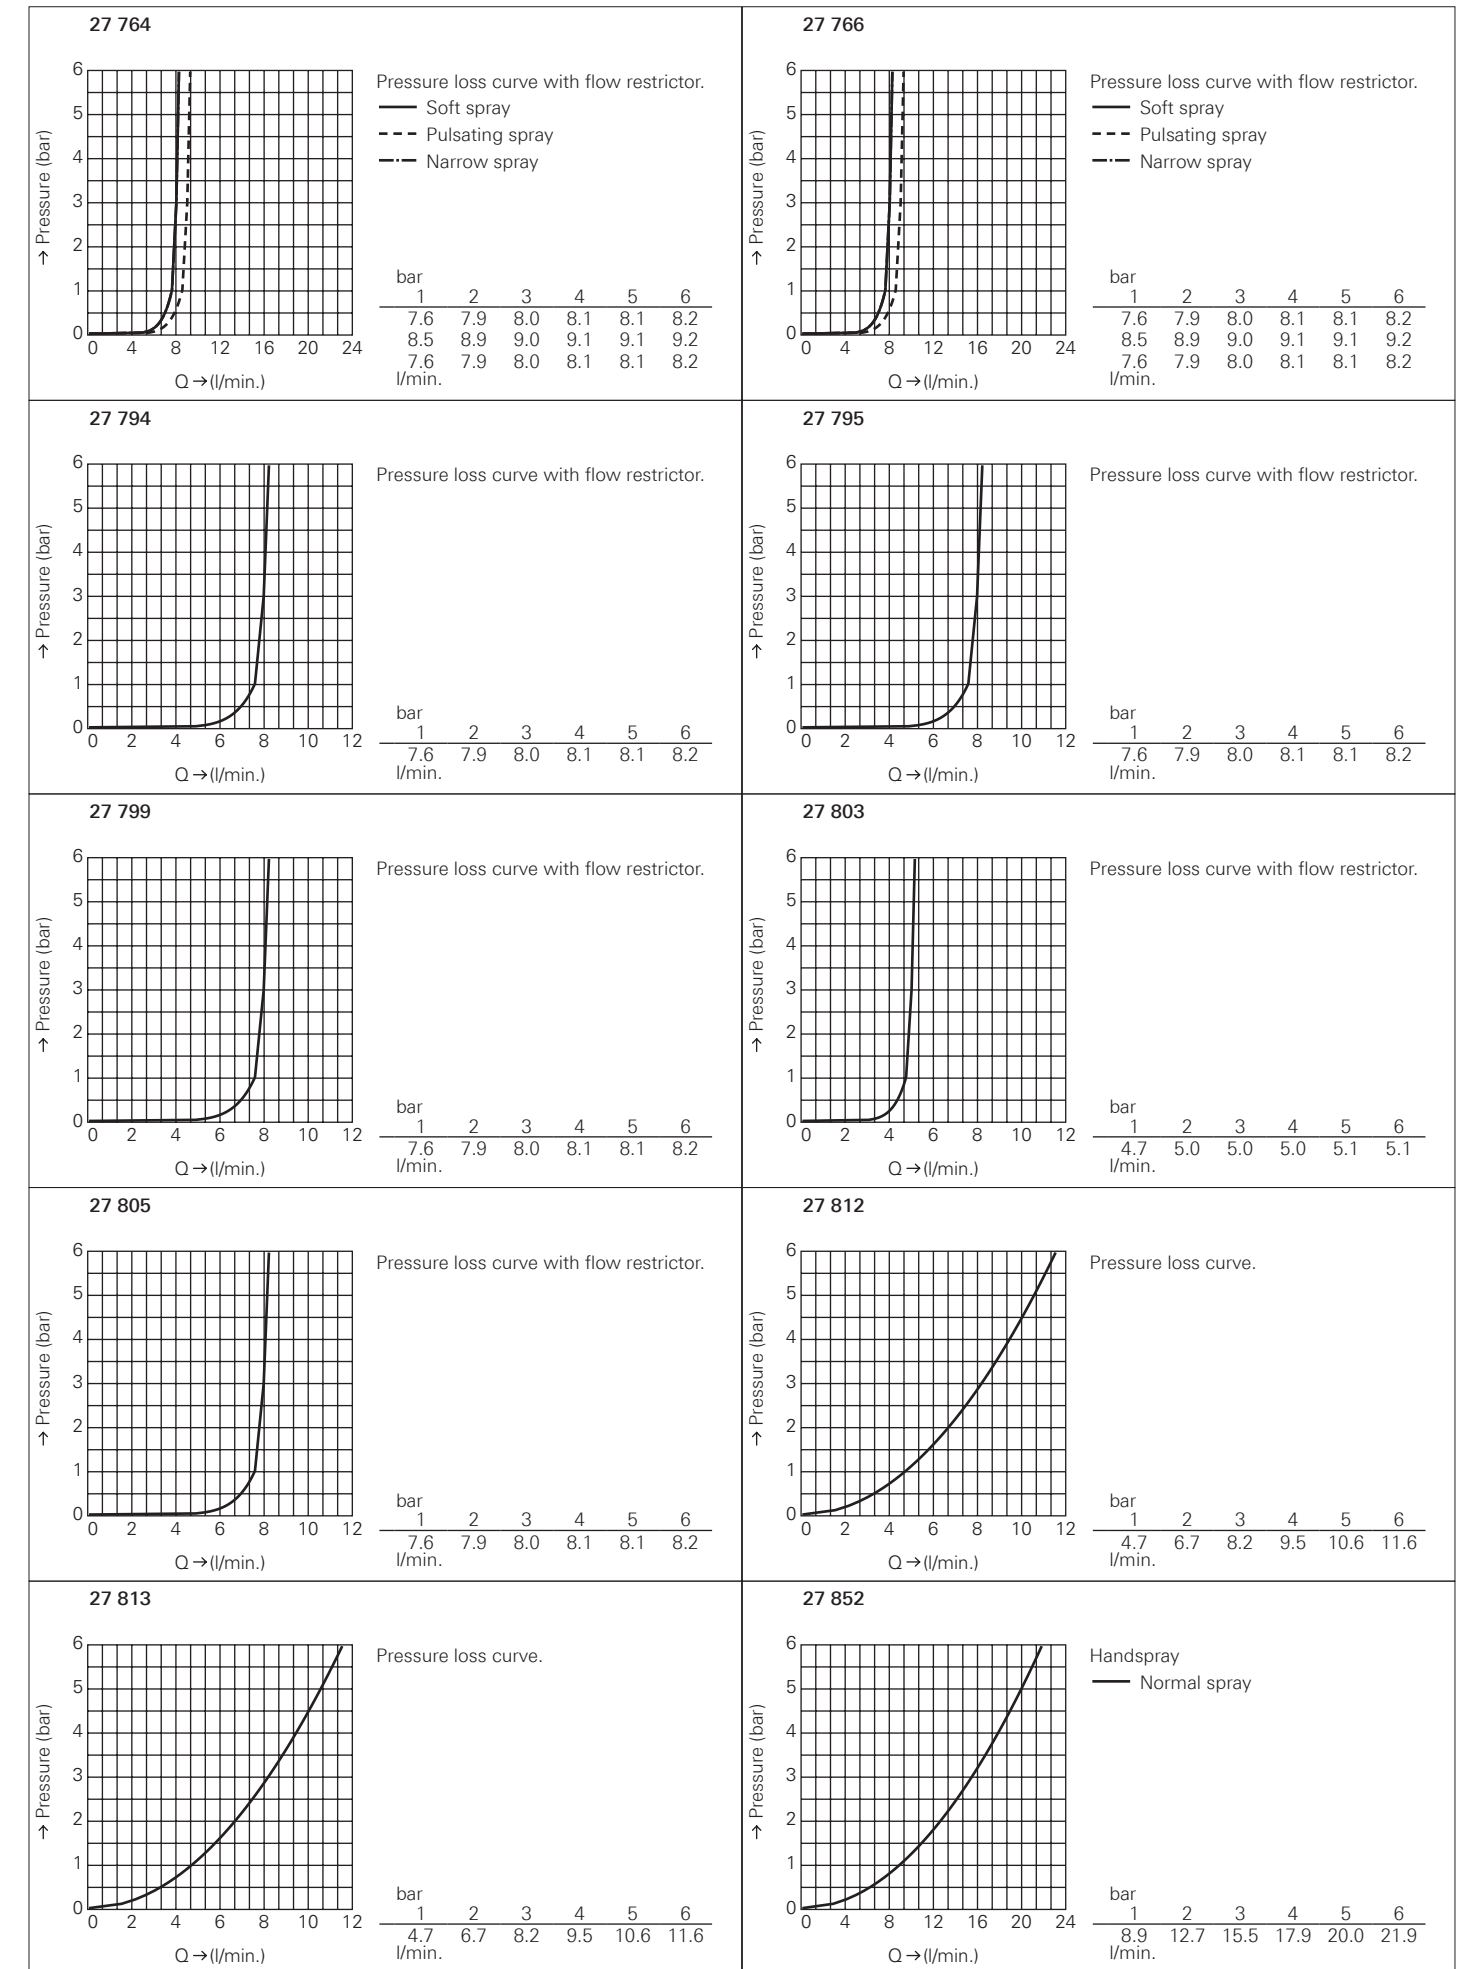 27 764
6
5
4
3
2
1
0
→ Pressure (bar)
0 4 8 12 16 20 24
Q → (l/min.)
Pressure loss curve with flow restrictor.
Soft spray
Pulsating spray
Narrow spray
bar
1 2 3 4 5 6
7.6 7.9 8.0 8.1 8.1 8.2
8.5 8.9 9.0 9.1 9.1 9.2
7.6 7.9 8.0 8.1 8.1 8.2
l/min.
27 766
6
5
4
3
2
1
0
→ Pressure (bar)
0 4 8 12 16 20 24
Q → (l/min.)
Pressure loss curve with flow restrictor.
Soft spray
Pulsating spray
Narrow spray
bar
1 2 3 4 5 6
7.6 7.9 8.0 8.1 8.1 8.2
8.5 8.9 9.0 9.1 9.1 9.2
7.6 7.9 8.0 8.1 8.1 8.2
l/min.
27 794
6
5
4
3
2
1
0
→ Pressure (bar)
0 2 4 6 8 10 12
Q → (l/min.)
Pressure loss curve with flow restrictor.
bar
1 2 3 4 5 6
7.6 7.9 8.0 8.1 8.1 8.2
l/min.
27 795
6
5
4
3
2
1
0
→ Pressure (bar)
0 2 4 6 8 10 12
Q → (l/min.)
Pressure loss curve with flow restrictor.
bar
1 2 3 4 5 6
7.6 7.9 8.0 8.1 8.1 8.2
l/min.
27 799
6
5
4
3
2
1
0
→ Pressure (bar)
0 2 4 6 8 10 12
Q → (l/min.)
Pressure loss curve with flow restrictor.
bar
1 2 3 4 5 6
7.6 7.9 8.0 8.1 8.1 8.2
l/min.
27 803
6
5
4
3
2
1
0
→ Pressure (bar)
0 2 4 6 8 10 12
Q → (l/min.)
Pressure loss curve with flow restrictor.
bar
1 2 3 4 5 6
4.7 5.0 5.0 5.0 5.1 5.1
l/min.
27 805
6
5
4
3
2
1
0
→ Pressure (bar)
0 2 4 6 8 10 12
Q → (l/min.)
Pressure loss curve with flow restrictor.
bar
1 2 3 4 5 6
7.6 7.9 8.0 8.1 8.1 8.2
l/min.
27 812
6
5
4
3
2
1
0
→ Pressure (bar)
0 2 4 6 8 10 12
Q → (l/min.)
Pressure loss curve.
bar
1 2 3 4 5 6
4.7 6.7 8.2 9.5 10.6 11.6
l/min.
27 813
6
5
4
3
2
1
0
→ Pressure (bar)
0 2 4 6 8 10 12
Q → (l/min.)
Pressure loss curve.
bar
1 2 3 4 5 6
4.7 6.7 8.2 9.5 10.6 11.6
l/min.
27 852
6
5
4
3
2
1
0
→ Pressure (bar)
0 4 8 12 16 20 24
Q → (l/min.)
Handspray
Normal spray
bar
1 2 3 4 5 6
8.9 12.7 15.5 17.9 20.0 21.9
l/min.